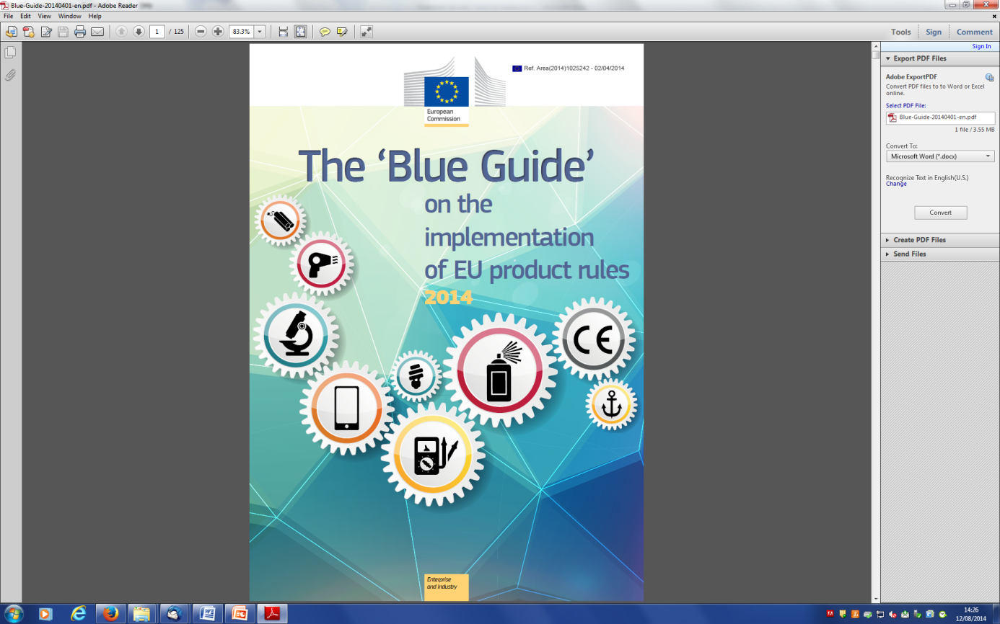 Blue-Guide-20140401-en.pdf - Adobe Reader
File Edit View Window Help
1 / 125 83.3%
Tools Sign Comment
Sign In
Export PDF Files
Adobe ExportPDF
Convert PDF files to to Word or Excel
online.
Select PDF File:
Blue-Guide-20140401-en.pdf
1 file / 3.55 MB
Convert To:
Microsoft Word (*.docx)
Recognize Text in English(U.S.)
Change
Convert
Create PDF Files
Send Files
Ref. Ares(2014)1025242 - 02/04/2014
European
Commission
The ‘Blue Guide’
on the
implementation
of EU product rules
2014
CE
Enterprise
and Industry
14:26
12/08/2014